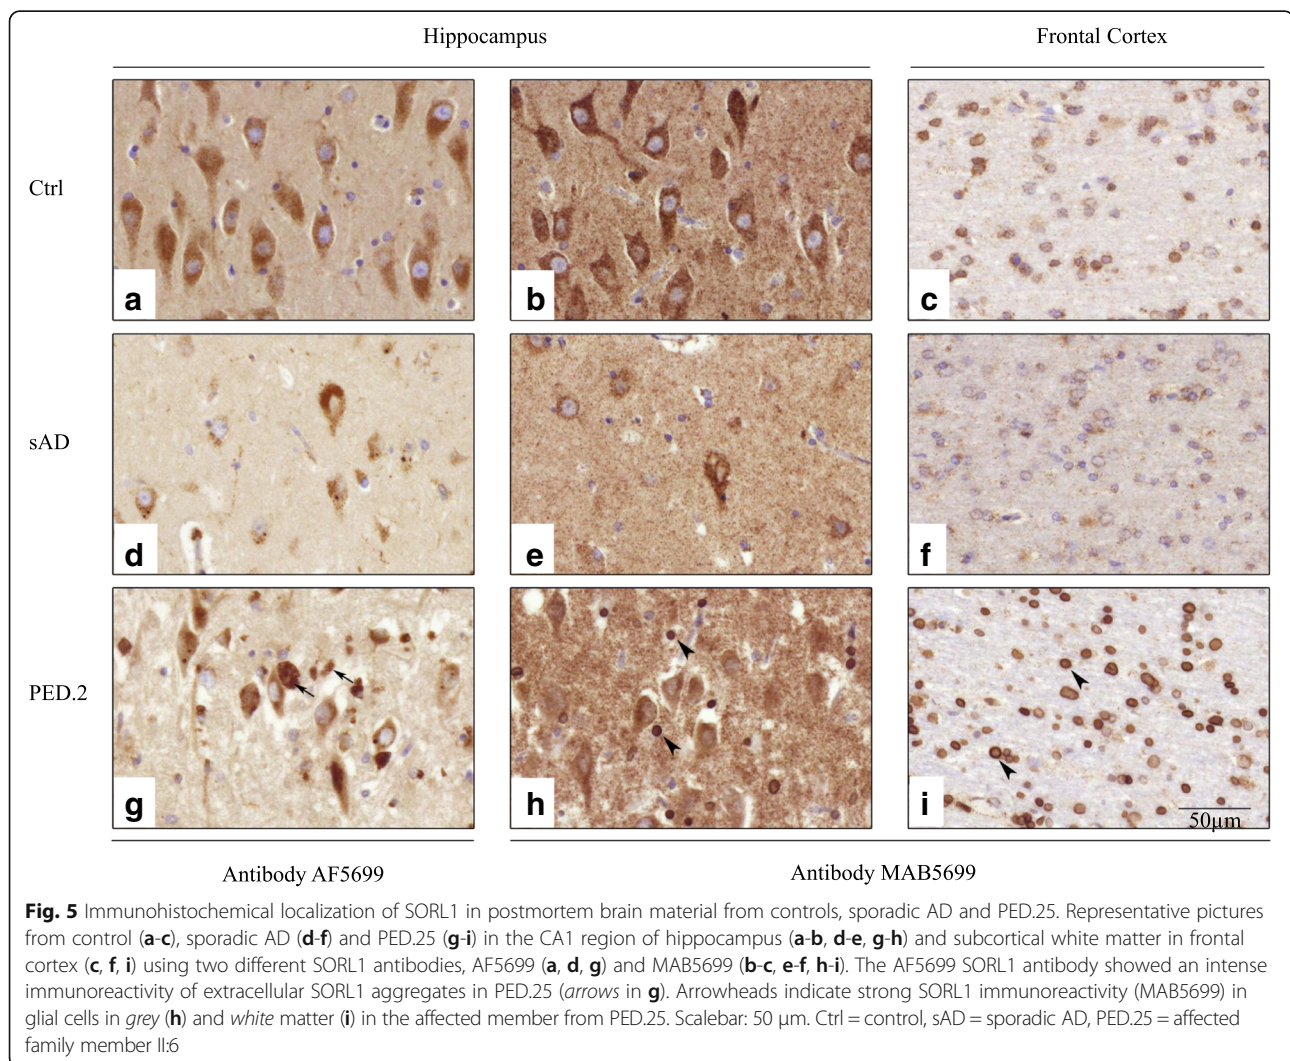 Hippocampus
Frontal Cortex
Ctrl
a
b
c
sAD
d
e
f
PED.2
g
h
i
50µm
Antibody AF5699
Antibody MAB5699
Fig. 5 Immunohistochemical localization of SORL1 in postmortem brain material from controls, sporadic AD and PED.25. Representative pictures
from control (a-c), sporadic AD (d-f) and PED.25 (g-i) in the CA1 region of hippocampus (a-b, d-e, g-h) and subcortical white matter in frontal
cortex (c, f, i) using two different SORL1 antibodies, AF5699 (a, d, g) and MAB5699 (b-c, e-f, h-i). The AF5699 SORL1 antibody showed an intense
immunoreactivity of extracellular SORL1 aggregates in PED.25 (arrows in g). Arrowheads indicate strong SORL1 immunoreactivity (MAB5699) in
glial cells in grey (h) and white matter (i) in the affected member from PED.25. Scalebar: 50 µm. Ctrl = control, sAD = sporadic AD, PED.25 = affected
family member II:6